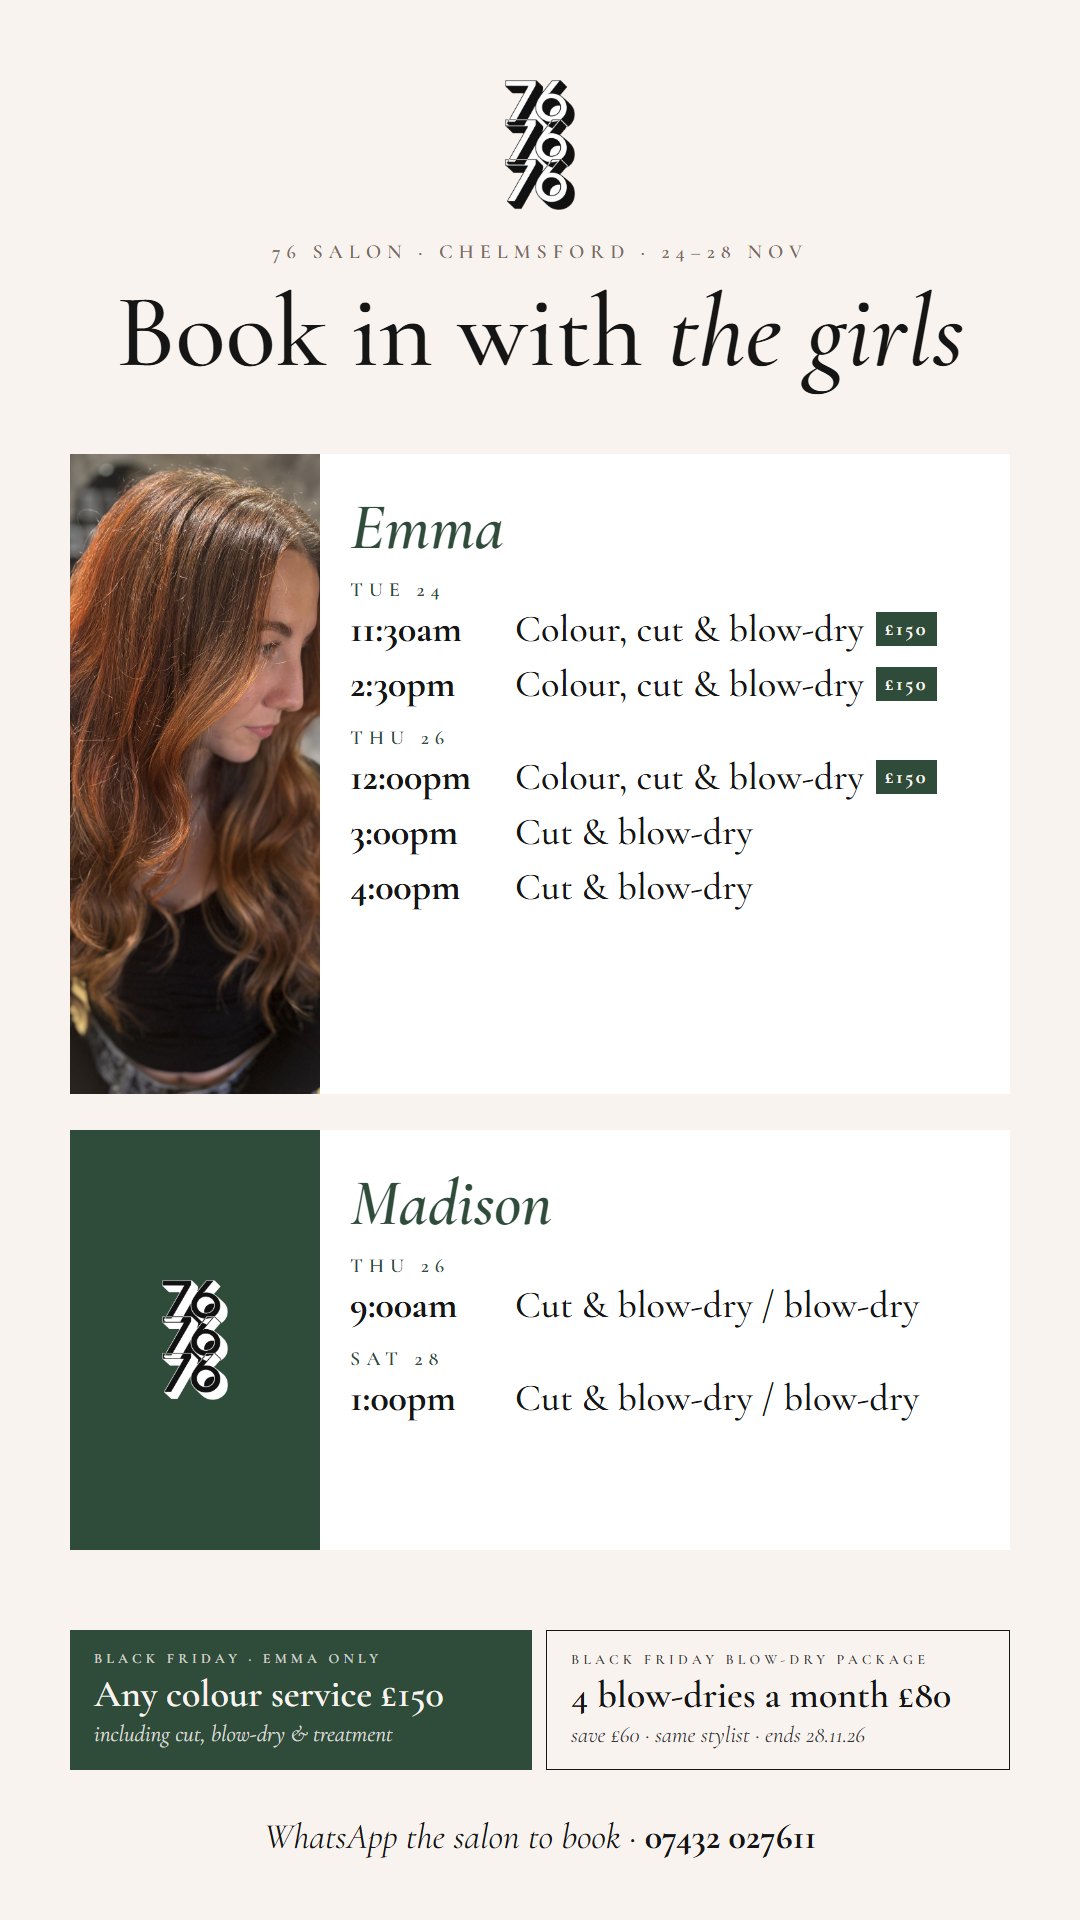 76
76
76
76 SALON · CHELMSFORD · 24–28 NOV
Book in with the girls
Emma
TUE 24
11:30am Colour, cut & blow-dry £150
2:30pm Colour, cut & blow-dry £150
THU 26
12:00pm Colour, cut & blow-dry £150
3:00pm Cut & blow-dry
4:00pm Cut & blow-dry
76
76
76
Madison
THU 26
9:00am Cut & blow-dry / blow-dry
SAT 28
1:00pm Cut & blow-dry / blow-dry
BLACK FRIDAY · EMMA ONLY
Any colour service £150
including cut, blow-dry & treatment
BLACK FRIDAY BLOW-DRY PACKAGE
4 blow-dries a month £80
save £60 · same stylist · ends 28.11.26
WhatsApp the salon to book · 07432 027611